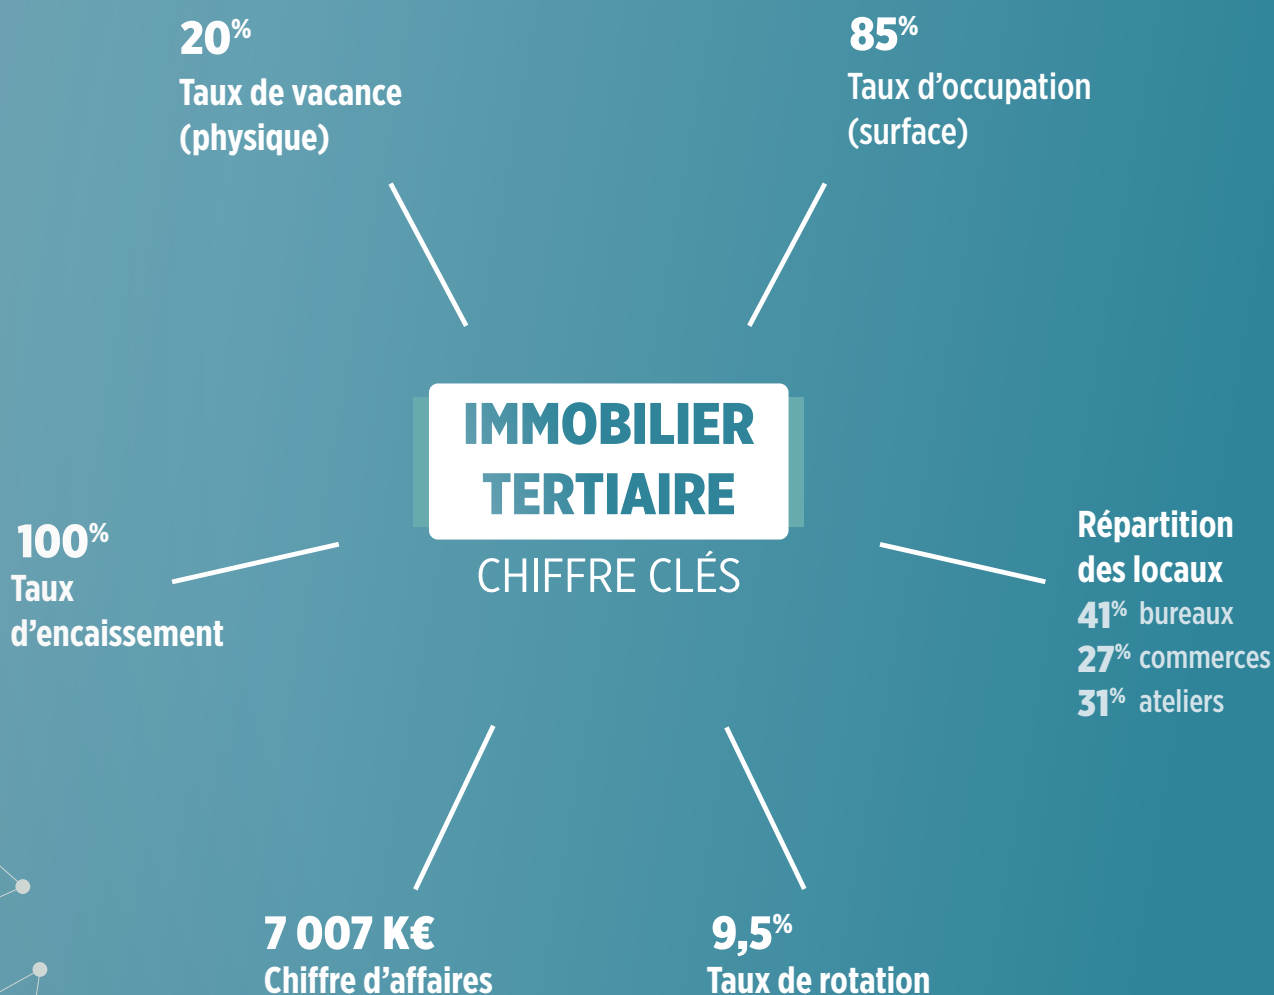 20%
Taux de vacance
(physique)
85%
Taux d’occupation
(surface)
IMMOBILIER
TERTIAIRE
CHIFFRE CLÉS
100%
Taux
d’encaissement
Répartition
des locaux
41% bureaux
27% commerces
31% ateliers
7 007 K€
Chiffre d’affaires
9,5%
Taux de rotation